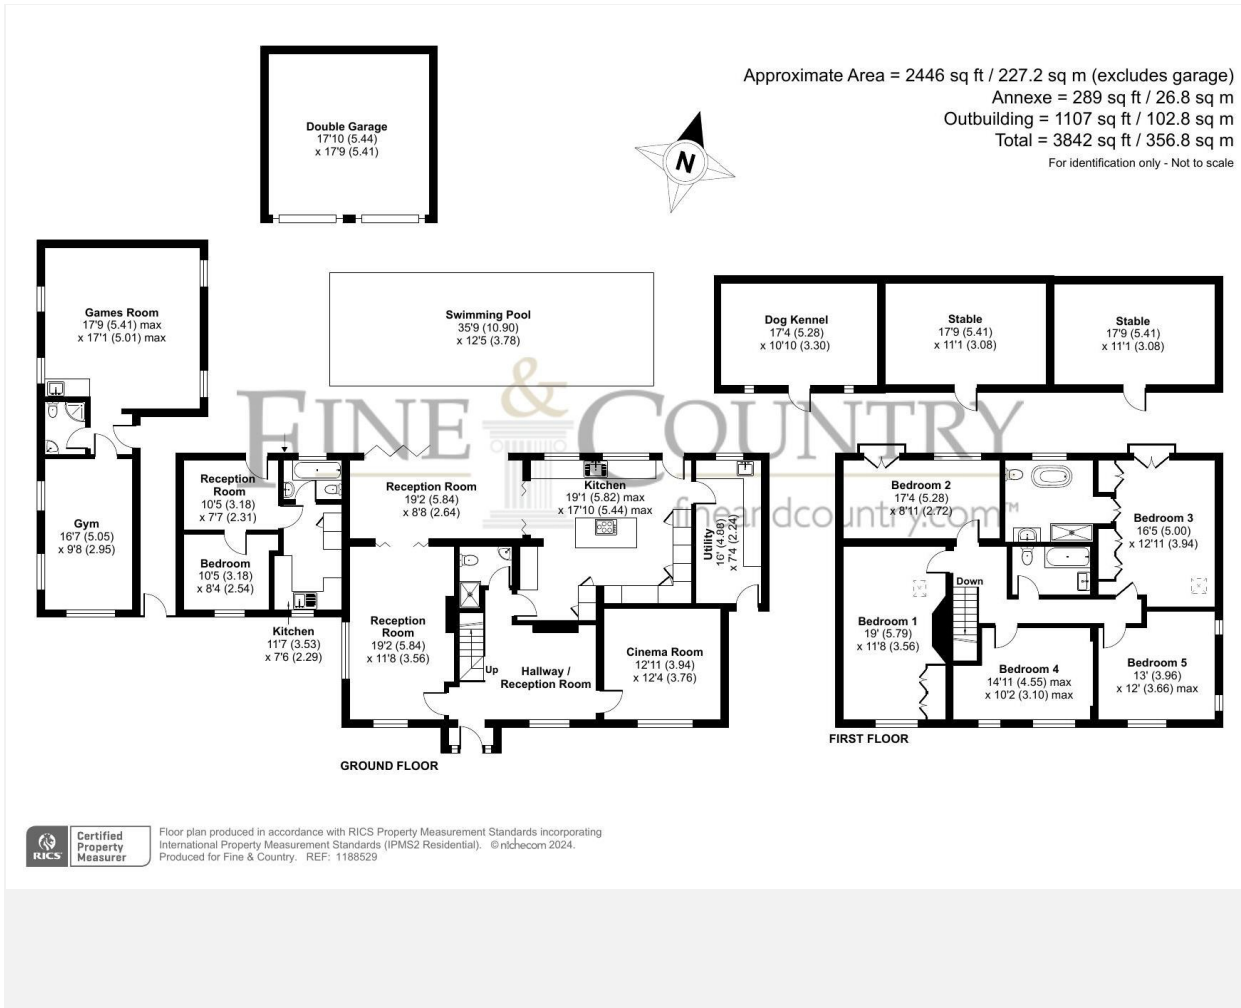 Approximate Area = 2446 sq ft / 227.2 sq m (excludes garage)
Annexe = 289 sq ft / 26.8 sq m
Outbuilding = 1107 sq ft / 102.8 sq m
Total = 3842 sq ft / 356.8 sq m
For identification only - Not to scale
Double Garage
17'10 (5.44)
x 17'9 (5.41)
N
Games Room
17'9 (5.41) max
x 17'1 (5.01) max
Swimming Pool
35'9 (10.90)
x 12'5 (3.78)
Dog Kennel
17'4 (5.28)
x 10'10 (3.30)
Stable
17'9 (5.41)
x 11'1 (3.08)
Stable
17'9 (5.41)
x 11'1 (3.08)
FINE & COUNTRY
fineandcountry.com™
Gym
16'7 (5.05)
x 9'8 (2.95)
Reception
Room
10'5 (3.18)
x 7'7 (2.31)
Bedroom
10'5 (3.18)
x 8'4 (2.54)
Kitchen
11'7 (3.53)
x 7'6 (2.29)
Reception Room
19'2 (5.84)
x 8'8 (2.64)
Kitchen
19'1 (5.82) max
x 17'10 (5.44) max
Utility
16' (4.88)
x 7'4 (2.24)
Reception
Room
19'2 (5.84)
x 11'8 (3.56)
Up
Hallway /
Reception Room
Cinema Room
12'11 (3.94)
x 12'4 (3.76)
GROUND FLOOR
Bedroom 2
17'4 (5.28)
x 8'11 (2.72)
Bedroom 3
16'5 (5.00)
x 12'11 (3.94)
Down
Bedroom 1
19' (5.79)
x 11'8 (3.56)
Bedroom 4
14'11 (4.55) max
x 10'2 (3.10) max
Bedroom 5
13' (3.96)
x 12' (3.66) max
FIRST FLOOR
RICS
Certified
Property
Measurer
Floor plan produced in accordance with RICS Property Measurement Standards incorporating
International Property Measurement Standards (IPMS2 Residential). © nichecom 2024.
Produced for Fine & Country. REF: 1188529